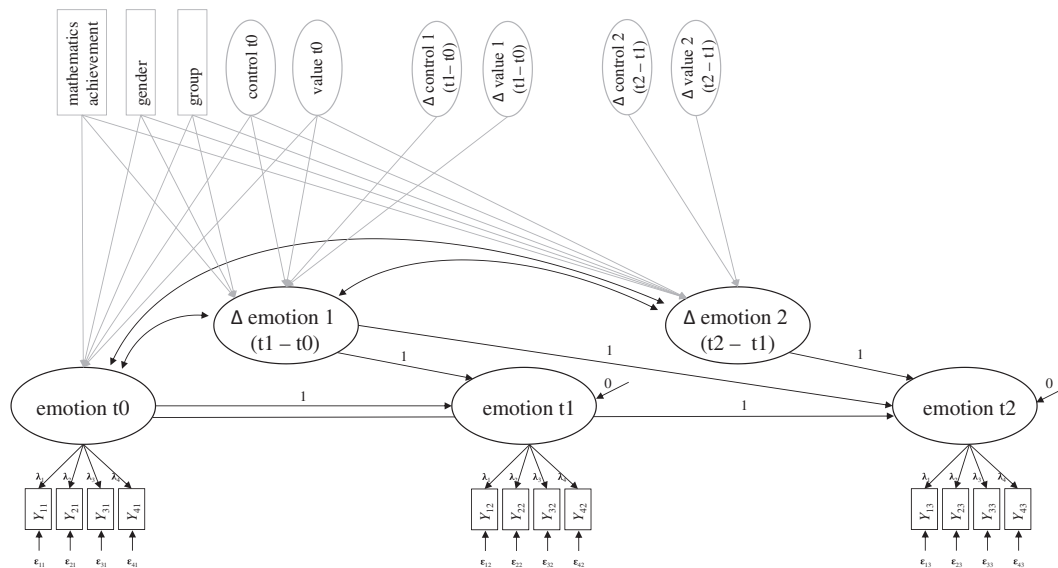 mathematics
achievement
gender
group
control t0
value t0
Δ control 1
(t1– t0)
Δ value 1
(t1– t0)
Δ control 2
(t2 – t1)
Δ value 2
(t2 – t1)
Δ emotion 1
(t1 – t0)
Δ emotion 2
(t2 – t1)
1
1
1
0
0
emotion t0
1
emotion t1
1
emotion t2
λ₁ λ₂ λ₃ λ₄
λ₁ λ₂ λ₃ λ₄
λ₁ λ₂ λ₃ λ₄
Y₁₁ Y₂₁ Y₃₁ Y₄₁
Y₁₂ Y₂₂ Y₃₂ Y₄₂
Y₁₃ Y₂₃ Y₃₃ Y₄₃
ε₁₁ ε₂₁ ε₃₁ ε₄₁
ε₁₂ ε₂₂ ε₃₂ ε₄₂
ε₁₃ ε₂₃ ε₃₃ ε₄₃